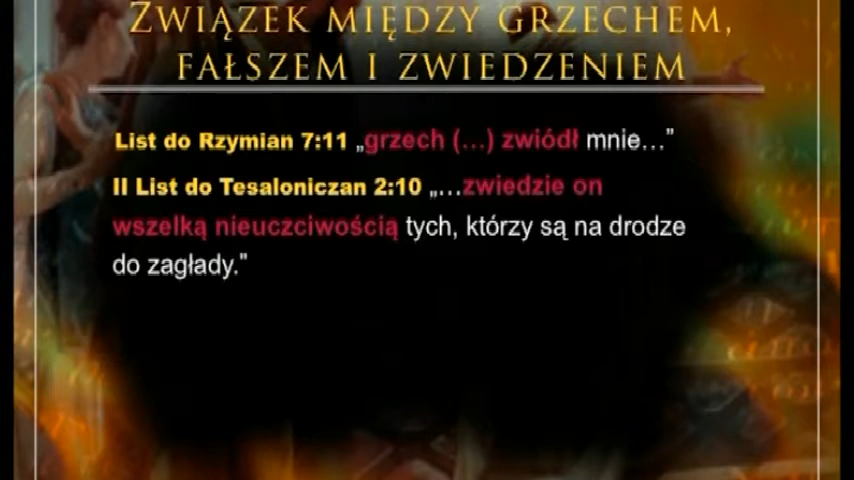 ZWIĄZEK MIĘDZY GRZECHEM,
FAŁSZEM I ZWIEDZENIEM
List do Rzymian 7:11 „grzech (...) zwiódł mnie...”
II List do Tesaloniczan 2:10 „...zwiedzie on
wszelką nieuczciwością tych, którzy są na drodze
do zagłady.”